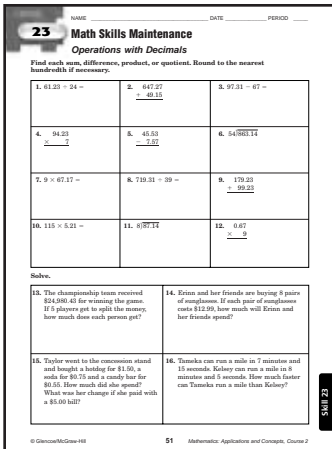 NAME DATE PERIOD
23 Math Skills Maintenance
Operations with Decimals
Find each sum, difference, product, or quotient. Round to the nearest
hundredth if necessary.
1. 61.23 ÷ 24 =
2. 647.27
+ 49.15
3. 97.31 − 67 =
4. 94.23
× 7
5. 45.53
− 7.57
6. 54)863.14
7. 9 × 67.17 =
8. 719.31 ÷ 39 =
9. 179.23
+ 99.23
10. 115 × 5.21 =
11. 8)87.14
12. 0.67
× 9
Solve.
13. The championship team received
$24,980.43 for winning the game.
If 5 players get to split the money,
how much does each person get?
14. Erinn and her friends are buying 8 pairs
of sunglasses. If each pair of sunglasses
costs $12.99, how much will Erinn and
her friends spend?
15. Taylor went to the concession stand
and bought a hotdog for $1.50, a
soda for $0.75 and a candy bar for
$0.55. How much did she spend?
What was her change if she paid with
a $5.00 bill?
16. Tameka can run a mile in 7 minutes and
15 seconds. Kelsey can run a mile in 8
minutes and 5 seconds. How much faster
can Tameka run a mile than Kelsey?
Skill 23
© Glencoe/McGraw-Hill 51 Mathematics: Applications and Concepts, Course 2